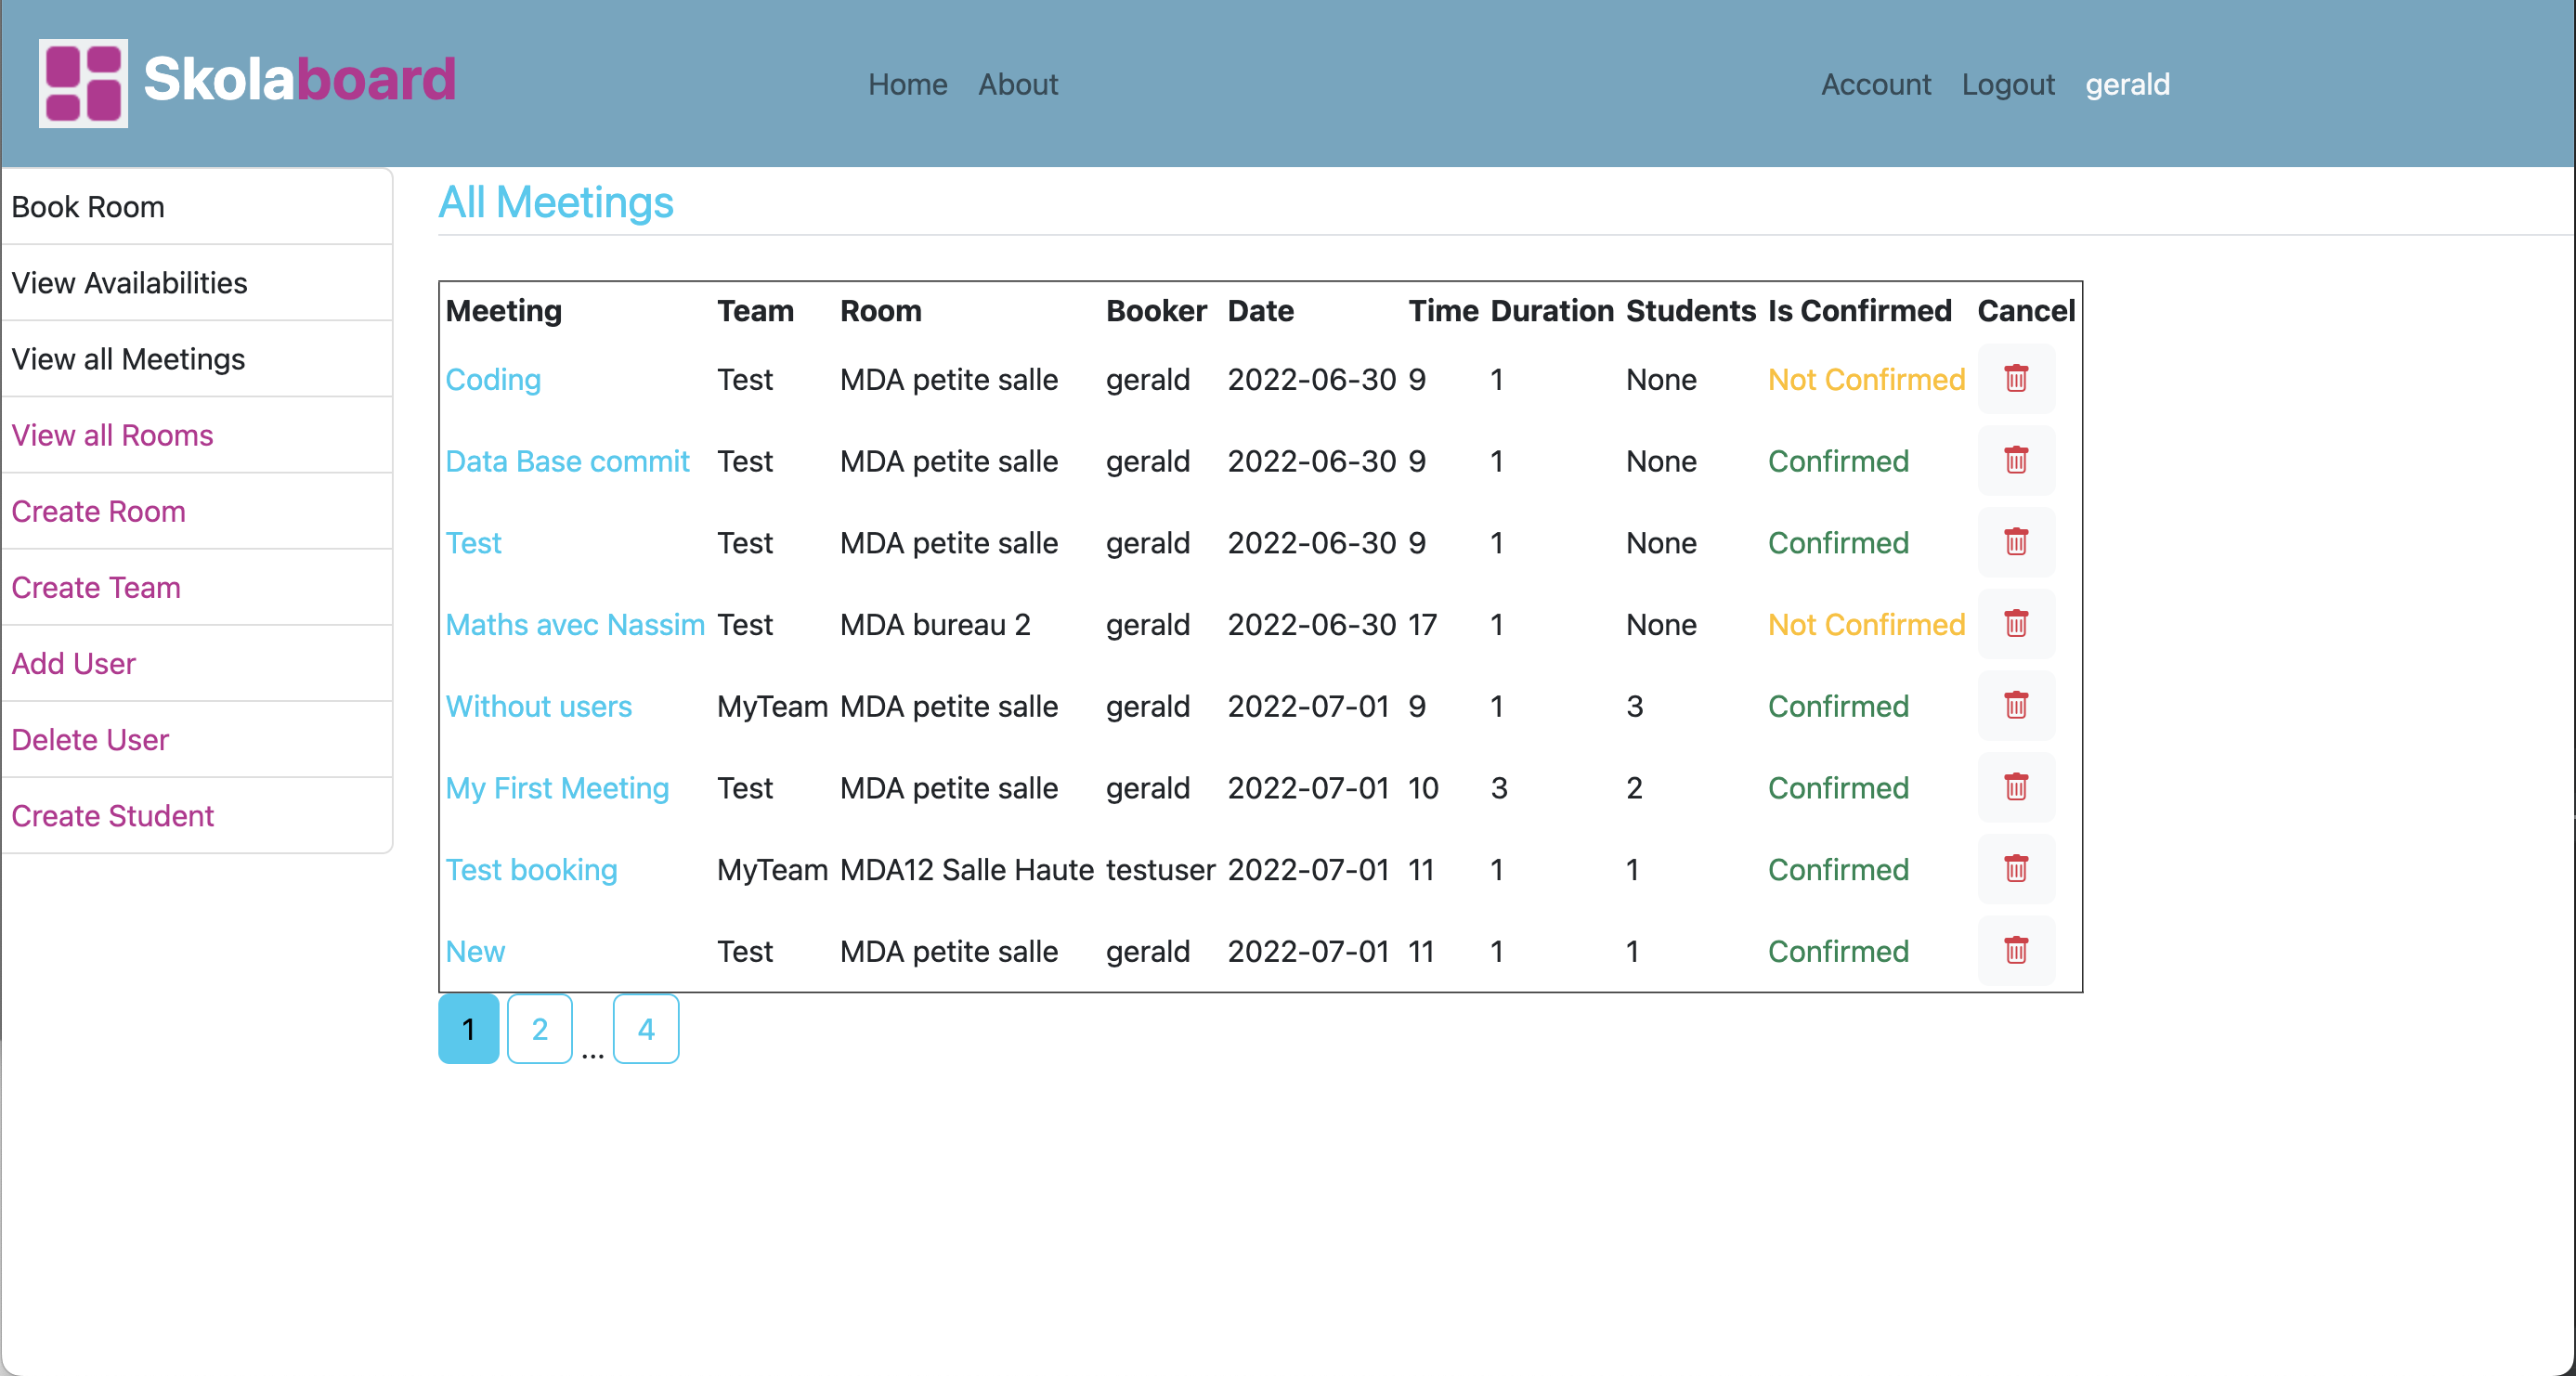 Skolaboard
Home About
Account Logout gerald
Book Room
View Availabilities
View all Meetings
View all Rooms
Create Room
Create Team
Add User
Delete User
Create Student
All Meetings
Meeting Team Room Booker Date Time Duration Students Is Confirmed Cancel
Coding Test MDA petite salle gerald 2022-06-30 9 1 None Not Confirmed
Data Base commit Test MDA petite salle gerald 2022-06-30 9 1 None Confirmed
Test Test MDA petite salle gerald 2022-06-30 9 1 None Confirmed
Maths avec Nassim Test MDA bureau 2 gerald 2022-06-30 17 1 None Not Confirmed
Without users MyTeam MDA petite salle gerald 2022-07-01 9 1 3 Confirmed
My First Meeting Test MDA petite salle gerald 2022-07-01 10 3 2 Confirmed
Test booking MyTeam MDA12 Salle Haute testuser 2022-07-01 11 1 1 Confirmed
New Test MDA petite salle gerald 2022-07-01 11 1 1 Confirmed
1 2 ... 4